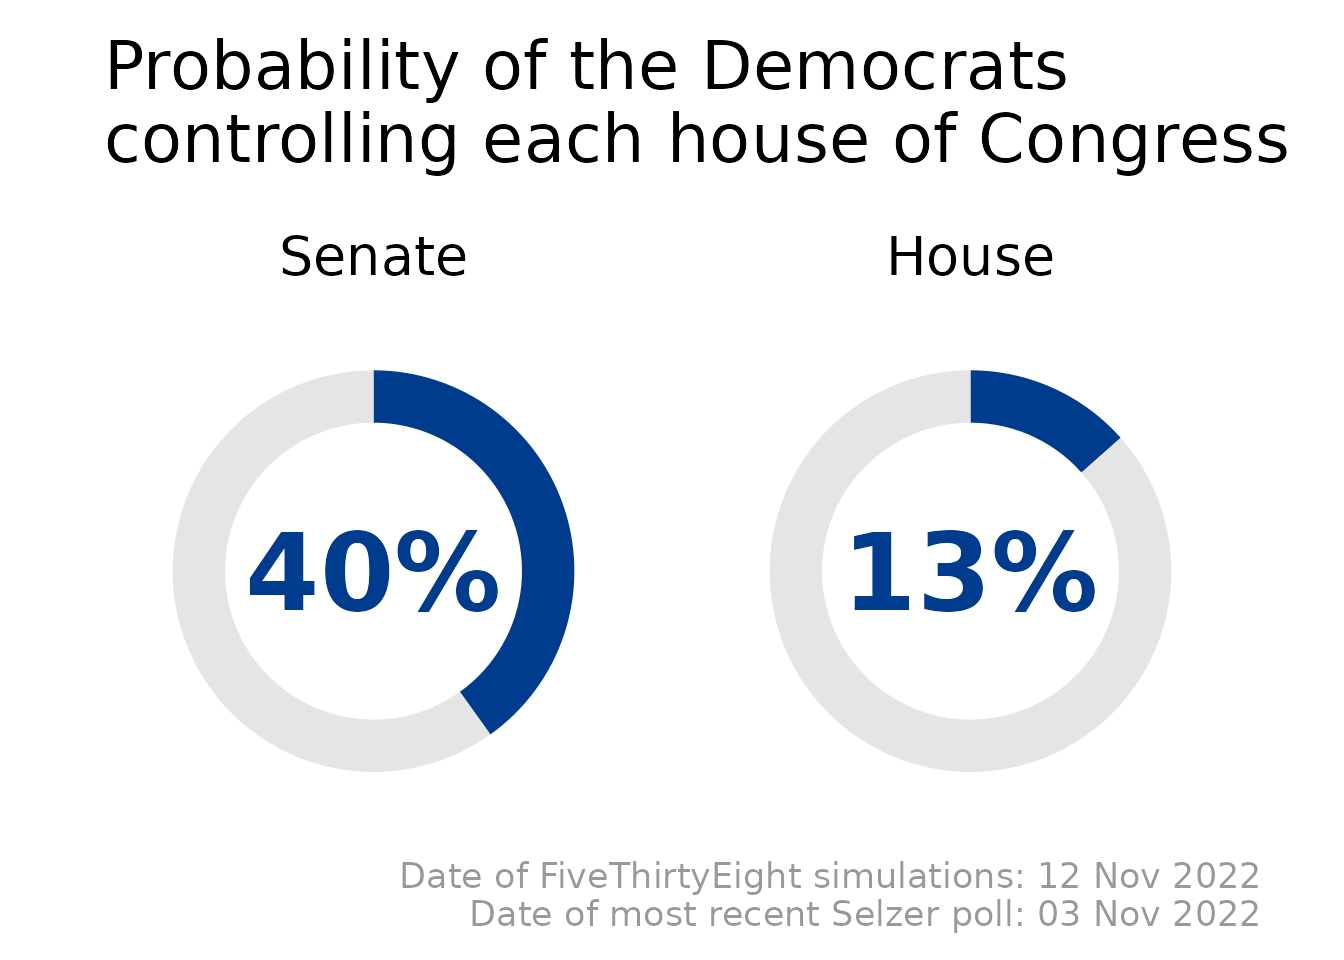 Probability of the Democrats
controlling each house of Congress
Senate
House
40%
13%
Date of FiveThirtyEight simulations: 12 Nov 2022
Date of most recent Selzer poll: 03 Nov 2022